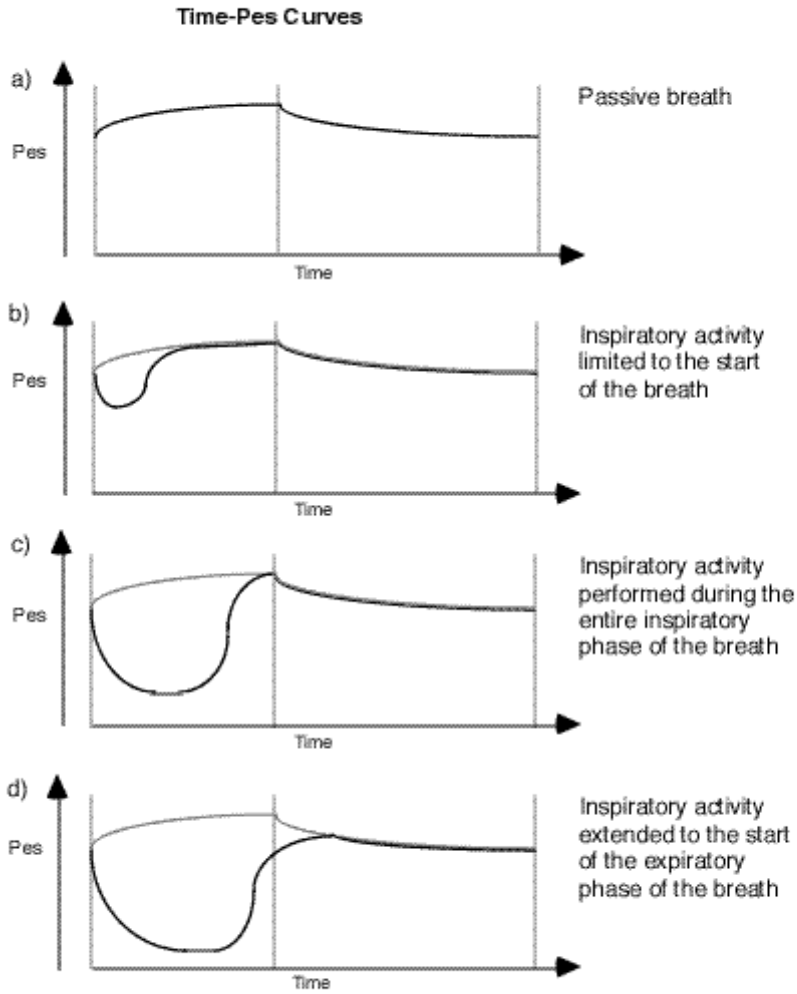 Time-Pes Curves
a)
Passive breath
Pes
Time
b)
Inspiratory activity
limited to the start
of the breath
Pes
Time
c)
Inspiratory activity
performed during the
entire inspiratory
phase of the breath
Pes
Time
d)
Inspiratory activity
extended to the start
of the expiratory
phase of the breath
Pes
Time